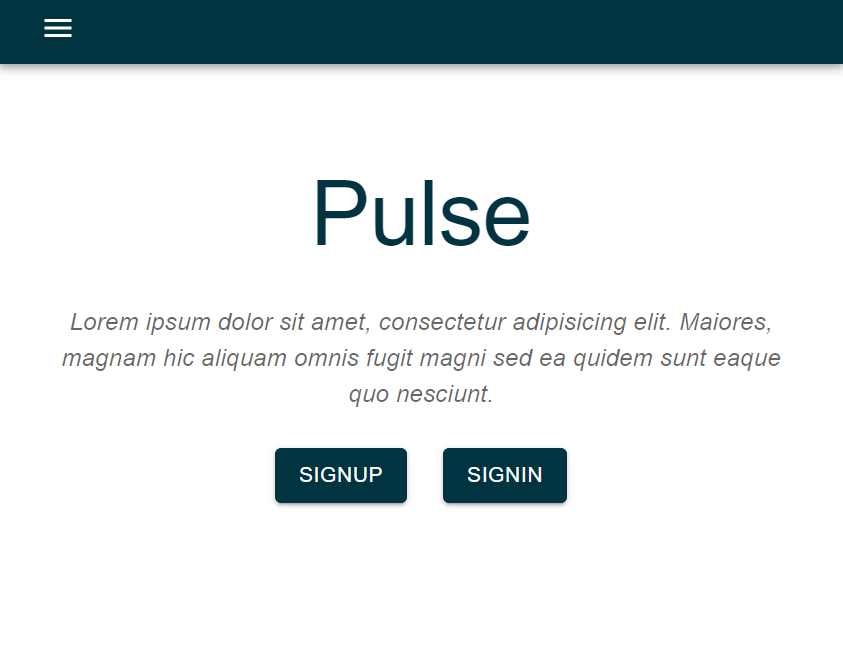 Pulse
Lorem ipsum dolor sit amet, consectetur adipisicing elit. Maiores,
magnam hic aliquam omnis fugit magni sed ea quidem sunt eaque
quo nesciunt.
SIGNUP SIGNIN